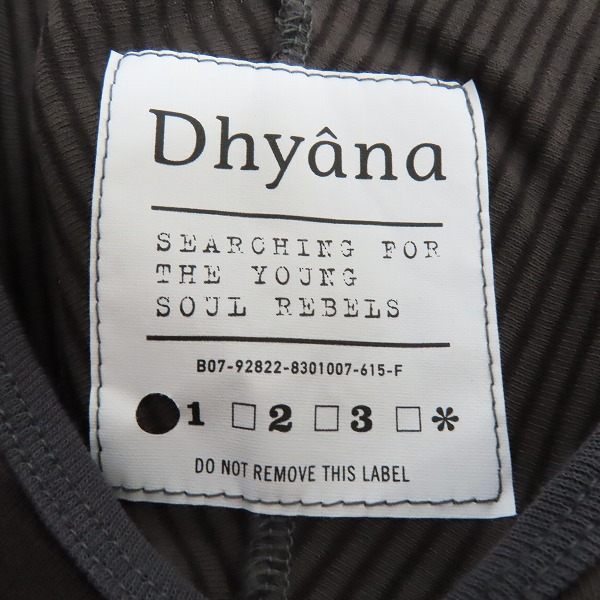 Dhyâna
SEARCHING FOR
THE YOUNG
SOUL REBELS
B07-92822-8301007-615-F
●1 □2 □3 □*
DO NOT REMOVE THIS LABEL